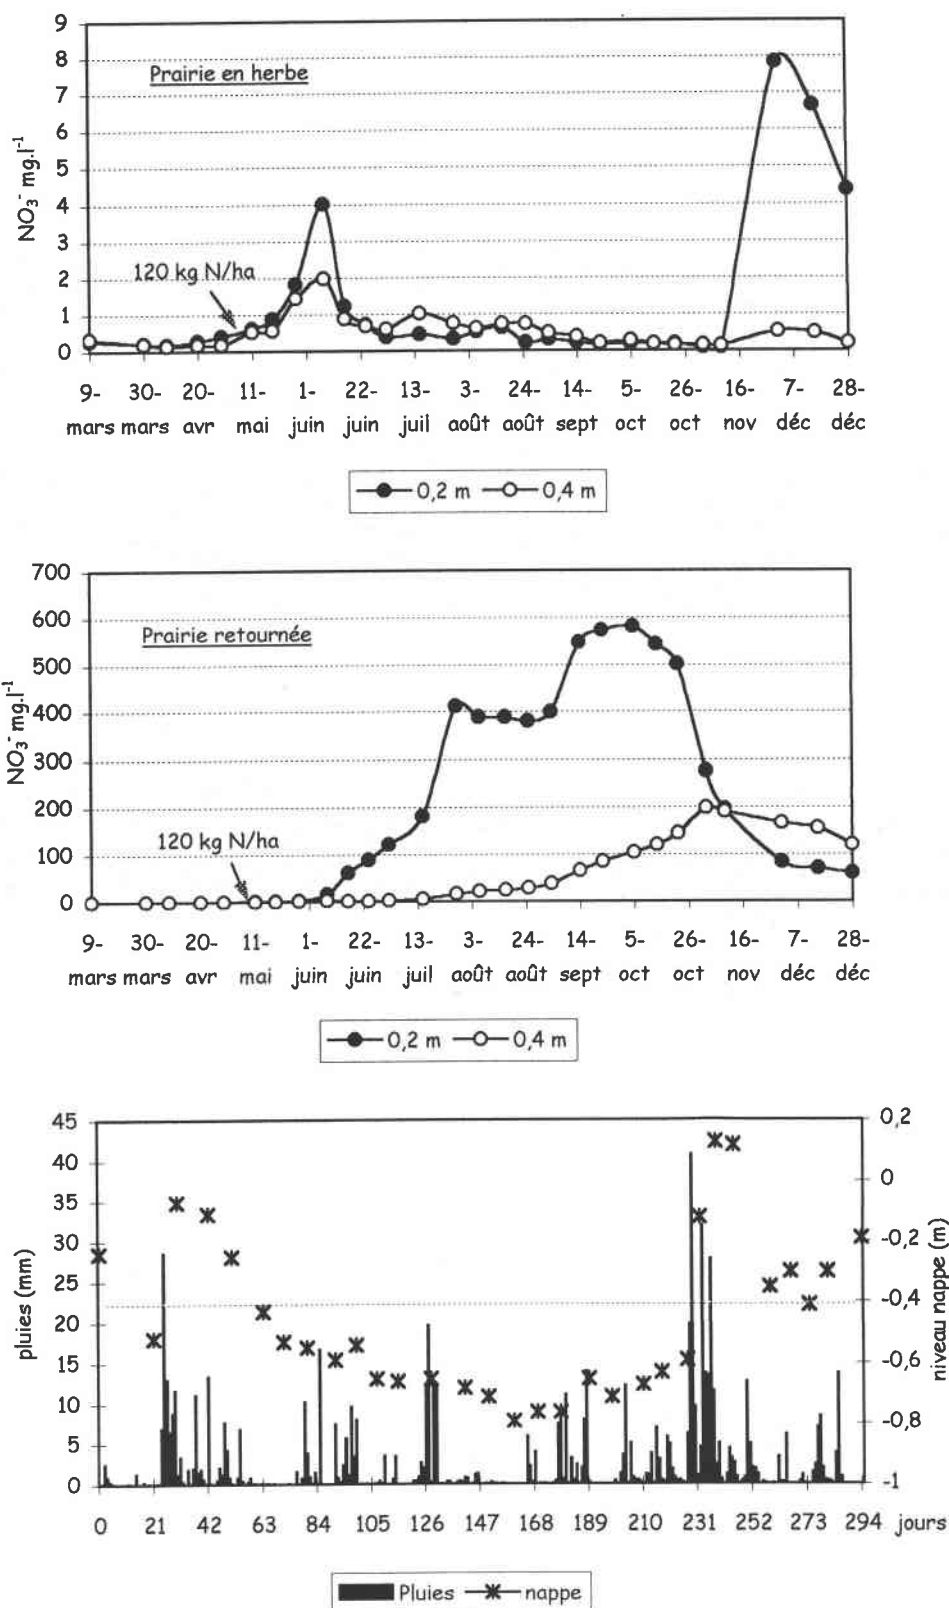 9
8
7
6
5
4
3
2
1
0
NO3- mg.l-1
Prairie en herbe
120 kg N/ha
9- 30- 20- 11- 1- 22- 13- 3- 24- 14- 5- 26- 16- 7- 28-
mars mars avr mai juin juin juil août août sept oct oct nov déc déc
0,2 m 0,4 m
700
600
500
400
300
200
100
0
NO3- mg.l-1
Prairie retournée
120 kg N/ha
9- 30- 20- 11- 1- 22- 13- 3- 24- 14- 5- 26- 16- 7- 28-
mars mars avr mai juin juin juil août août sept oct oct nov déc déc
0,2 m 0,4 m
45
40
35
30
25
20
15
10
5
0
pluies (mm)
0,2
0
-0,2
-0,4
-0,6
-0,8
-1
niveau nappe (m)
0 21 42 63 84 105 126 147 168 189 210 231 252 273 294 jours
Pluies nappe